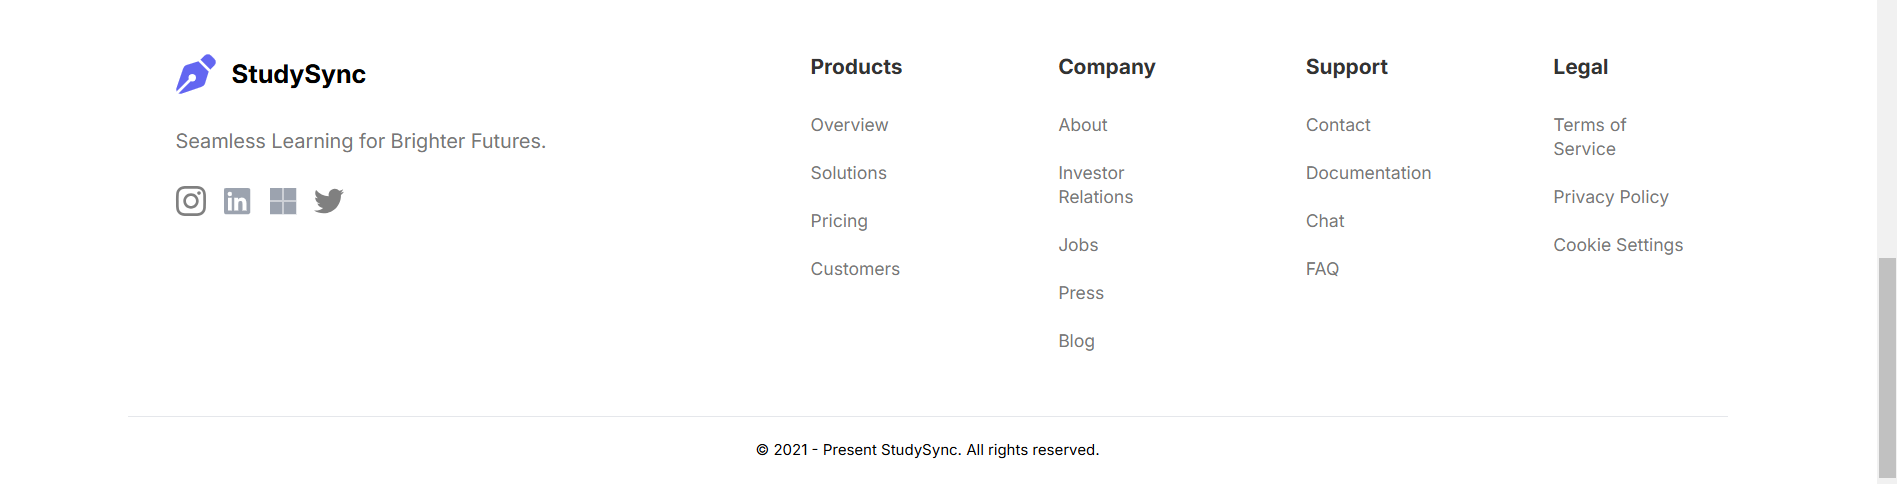 StudySync
Seamless Learning for Brighter Futures.
Products
Overview
Solutions
Pricing
Customers
Company
About
Investor
Relations
Jobs
Press
Blog
Support
Contact
Documentation
Chat
FAQ
Legal
Terms of
Service
Privacy Policy
Cookie Settings
© 2021 - Present StudySync. All rights reserved.